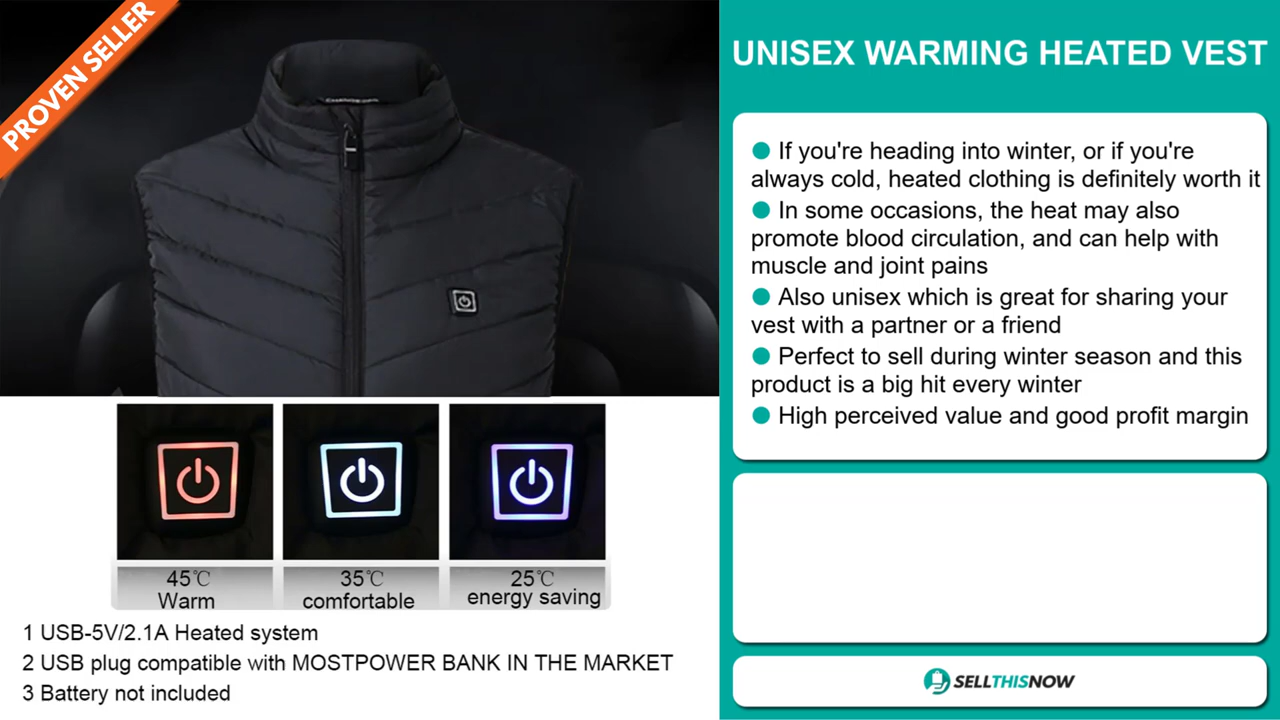 PROVEN SELLER
UNISEX WARMING HEATED VEST
● If you're heading into winter, or if you're
always cold, heated clothing is definitely worth it
● In some occasions, the heat may also
promote blood circulation, and can help with
muscle and joint pains
● Also unisex which is great for sharing your
vest with a partner or a friend
● Perfect to sell during winter season and this
product is a big hit every winter
● High perceived value and good profit margin
45℃
Warm
35℃
comfortable
25℃
energy saving
1 USB-5V/2.1A Heated system
2 USB plug compatible with MOSTPOWER BANK IN THE MARKET
3 Battery not included
SELLTHISNOW